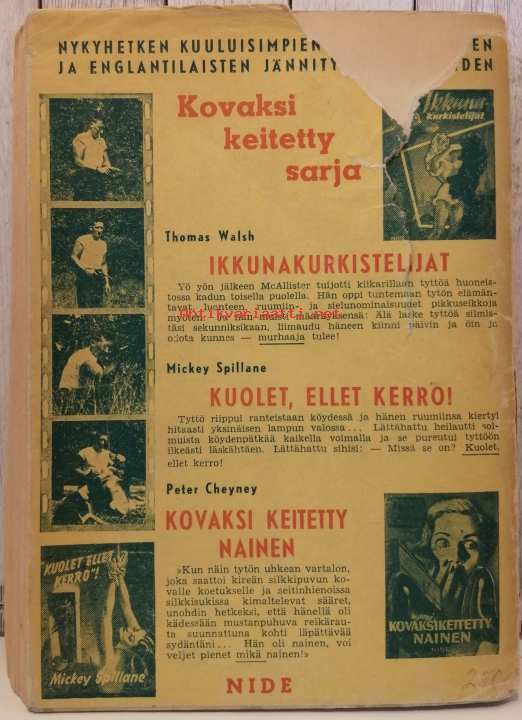 NYKYHETKEN KUULUISIMPIEN EN
JA ENGLANTILAISTEN JÄNNITY IDEN
Kovaksi
keitetty
sarja
Ikkuna-
kurkistelijat
Thomas Walsh
IKKUNAKURKISTELIJAT
Yö yön jälkeen McAllister tuijotti kiikarillaan tyttöä huoneis-
tossa kadun toisella puolella. Hän oppi tuntemaan tytön elämän-
tavat, luonteen, ruumiin- ja sielunominaisuudet pikkuseikkoja
myöten. Ja hän muisti määräyksensä: Älä laske tyttöä silmis-
täsi sekunniksikaan, liimaudu häneen kiinni päivin ja öin ja
odota kunnes — murhaaja tulee!
antikvariaatti.net
Mickey Spillane
KUOLET, ELLET KERRO!
Tyttö riippui ranteistaan köydessä ja hänen ruumiinsa kiertyi
hitaasti yksinäisen lampun valossa... Lättähattu heilautti sol-
muista köydenpätkää kaikella voimalla ja se pureutui tyttöön
ilkeästi läskähtäen. Lättähattu sihisi: — Missä se on? Kuolet,
ellet kerro!
Peter Cheyney
KOVAKSI KEITETTY
NAINEN
»Kun näin tytön uhkean vartalon,
joka saattoi kireän silkkipuvun ko-
valle koetukselle ja seitinhienoissa
silkkisukissa kimaltelevat sääret,
unohdin hetkeksi, että hänellä oli
kädessään mustanpuhuva reikärau-
ta suunnattuna kohti läpättävää
sydäntäni... Hän oli nainen, voi
veljet pienet mikä nainen!»
"KUOLET ELLET
KERRO"!
Mickey Spillane
KOVAKSIKEITETTY
NAINEN
NIDE
NIDE